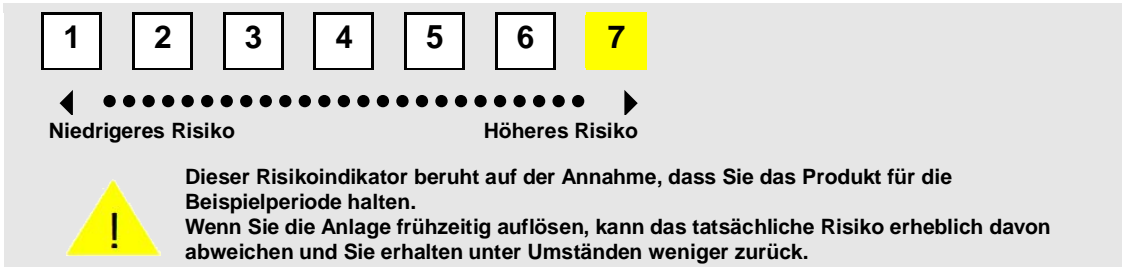 1 2 3 4 5 6 7
Niedrigeres Risiko Höheres Risiko
Dieser Risikoindikator beruht auf der Annahme, dass Sie das Produkt für die
Beispielperiode halten.
! Wenn Sie die Anlage frühzeitig auflösen, kann das tatsächliche Risiko erheblich davon
abweichen und Sie erhalten unter Umständen weniger zurück.